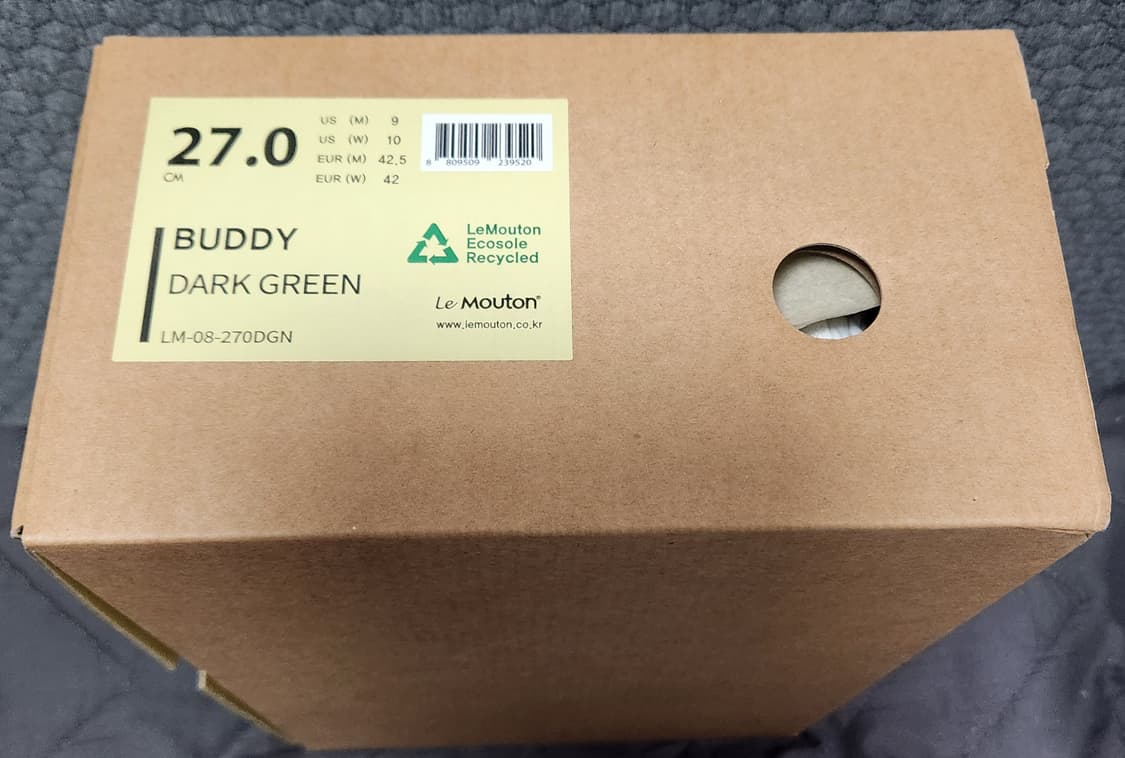 27.0
CM
US (M) 9
US (W) 10
EUR (M) 42.5
EUR (W) 42
8 809509 239520
BUDDY
DARK GREEN
LM-08-270DGN
LeMouton
Ecosole
Recycled
Le Mouton®
www.lemouton.co.kr